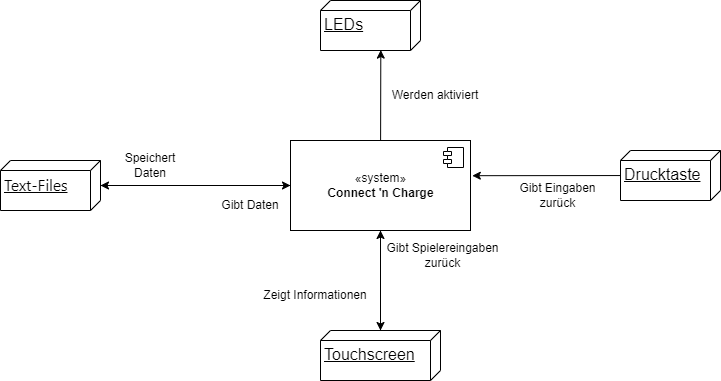 LEDs
Werden aktiviert
«system»
Connect 'n Charge
Speichert
Daten
Text-Files
Gibt Daten
Drucktaste
Gibt Eingaben
zurück
Gibt Spielereingaben
zurück
Zeigt Informationen
Touchscreen